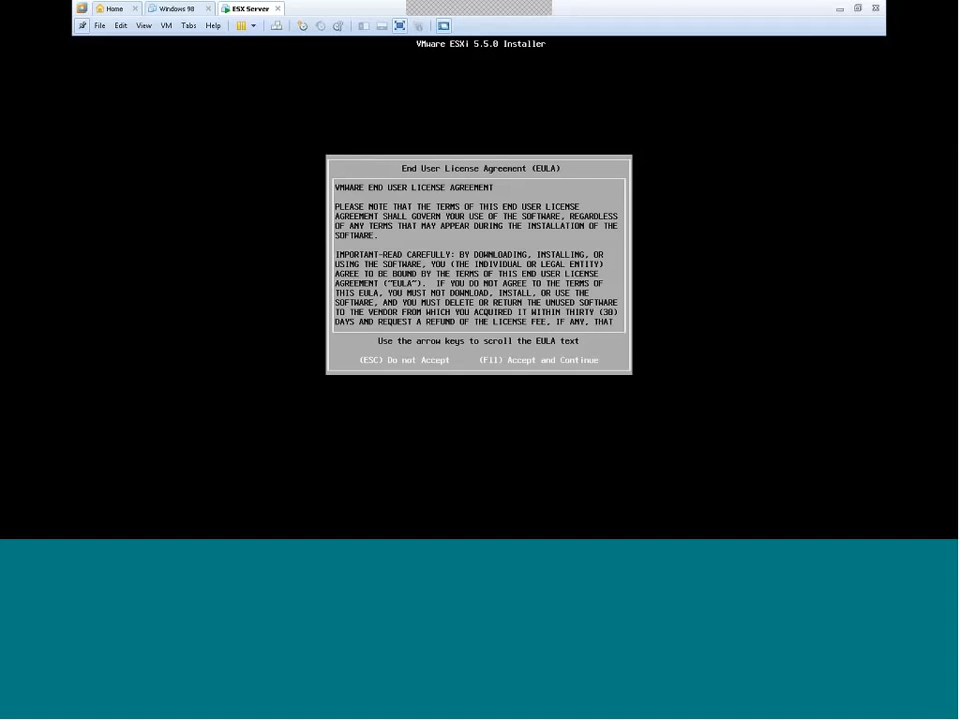 Home
Windows 98
ESX Server
File Edit View VM Tabs Help
VMware ESXi 5.5.0 Installer
End User License Agreement (EULA)
VMWARE END USER LICENSE AGREEMENT
PLEASE NOTE THAT THE TERMS OF THIS END USER LICENSE
AGREEMENT SHALL GOVERN YOUR USE OF THE SOFTWARE, REGARDLESS
OF ANY TERMS THAT MAY APPEAR DURING THE INSTALLATION OF THE
SOFTWARE.
IMPORTANT-READ CAREFULLY: BY DOWNLOADING, INSTALLING, OR
USING THE SOFTWARE, YOU (THE INDIVIDUAL OR LEGAL ENTITY)
AGREE TO BE BOUND BY THE TERMS OF THIS END USER LICENSE
AGREEMENT ("EULA"). IF YOU DO NOT AGREE TO THE TERMS OF
THIS EULA, YOU MUST NOT DOWNLOAD, INSTALL, OR USE THE
SOFTWARE, AND YOU MUST DELETE OR RETURN THE UNUSED SOFTWARE
TO THE VENDOR FROM WHICH YOU ACQUIRED IT WITHIN THIRTY (30)
DAYS AND REQUEST A REFUND OF THE LICENSE FEE, IF ANY, THAT
Use the arrow keys to scroll the EULA text
(ESC) Do not Accept (F11) Accept and Continue